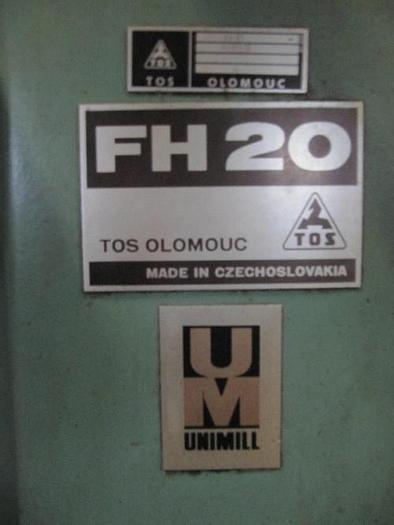 TOS
OLOMOUC
FH 20
TOS OLOMOUC
TOS
MADE IN CZECHOSLOVAKIA
UM
UNIMILL